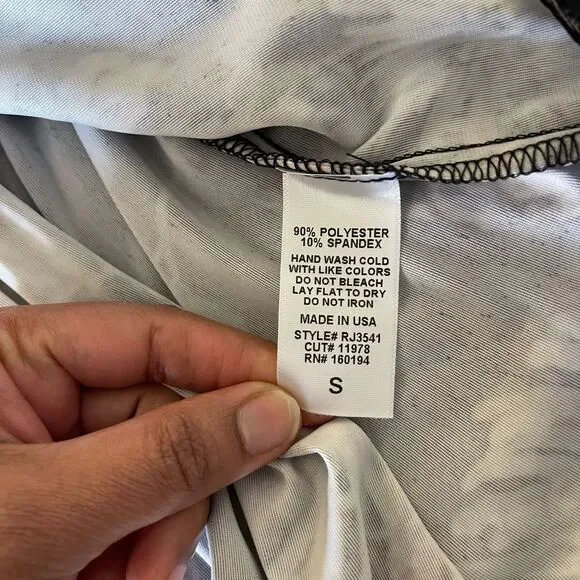 90% POLYESTER
10% SPANDEX
HAND WASH COLD
WITH LIKE COLORS
DO NOT BLEACH
LAY FLAT TO DRY
DO NOT IRON
MADE IN USA
STYLE# RJ3541
CUT# 11978
RN# 160194
S